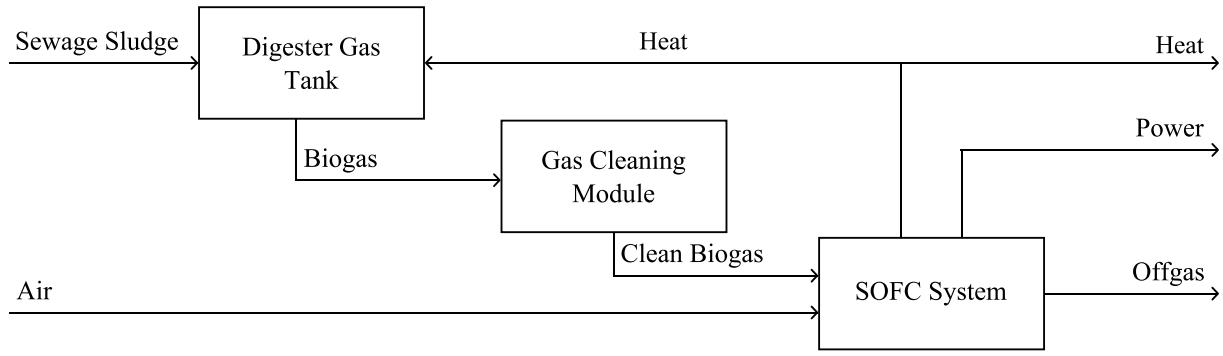 Sewage Sludge
Digester Gas
Tank
Heat
Heat
Power
Biogas
Gas Cleaning
Module
Clean Biogas
Air
SOFC System
Offgas